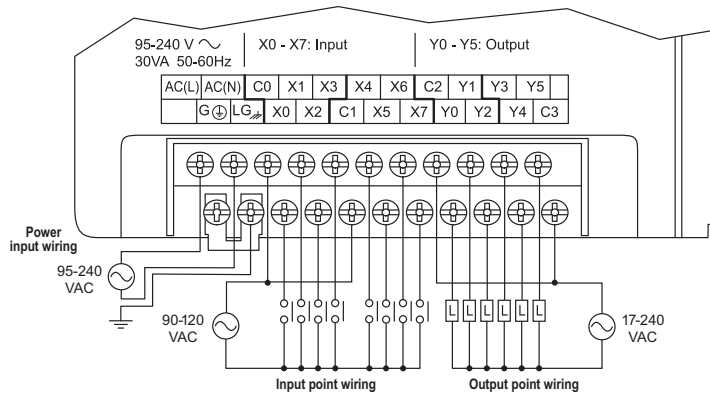 95-240 V
30VA 50-60Hz
X0 - X7: Input
Y0 - Y5: Output
AC(L) AC(N) C0 X1 X3 X4 X6 C2 Y1 Y3 Y5
G LG X0 X2 C1 X5 X7 Y0 Y2 Y4 C3
Power
input wiring
95-240
VAC
90-120
VAC
L L L L L L
17-240
VAC
Input point wiring
Output point wiring